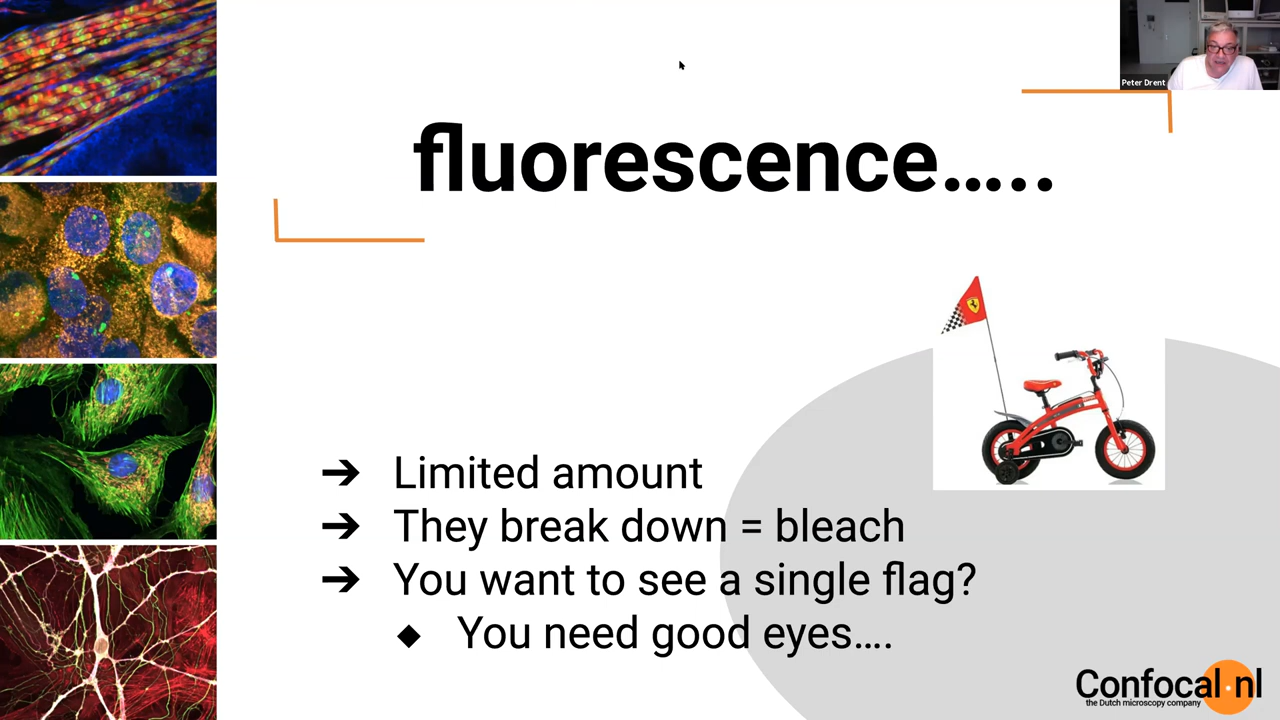 Peter Drent
fluorescence.....
➔ Limited amount
➔ They break down = bleach
➔ You want to see a single flag?
◆ You need good eyes....
Confocal.nl
the Dutch microscopy company